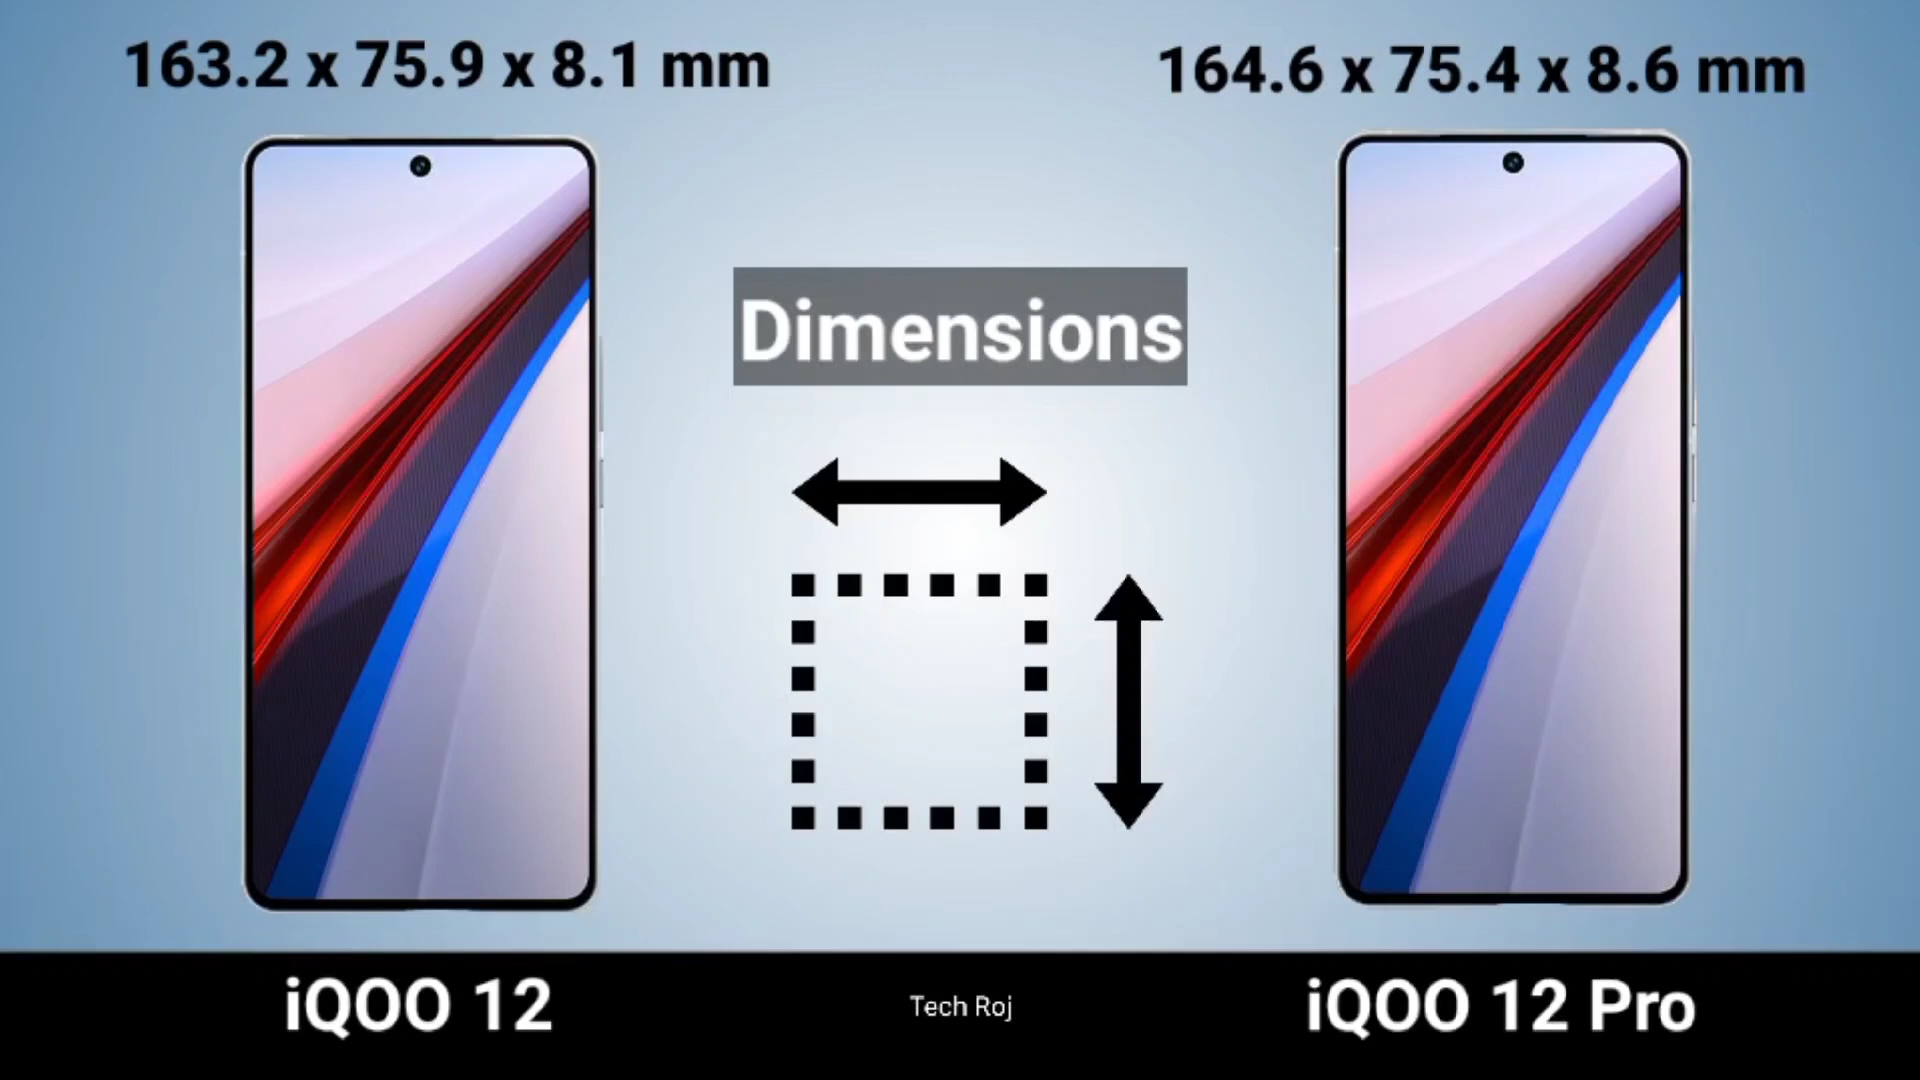 163.2 x 75.9 x 8.1 mm
164.6 x 75.4 x 8.6 mm
Dimensions
iQOO 12
Tech Roj
iQOO 12 Pro